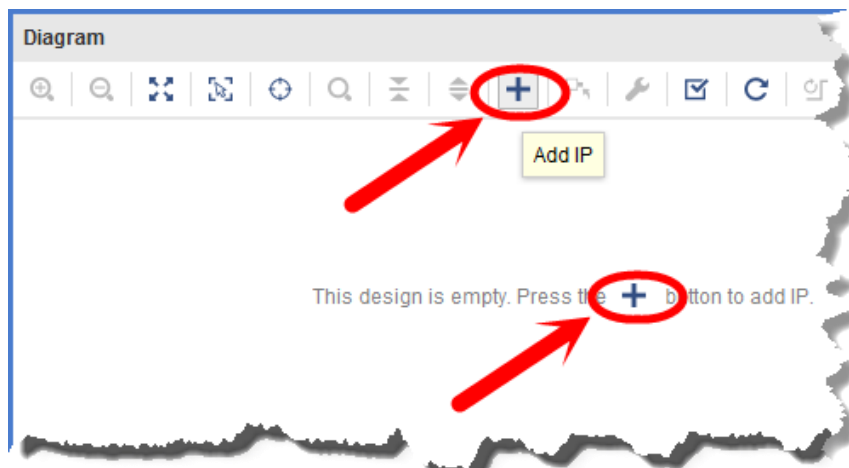 Diagram
Add IP
This design is empty. Press the + button to add IP.